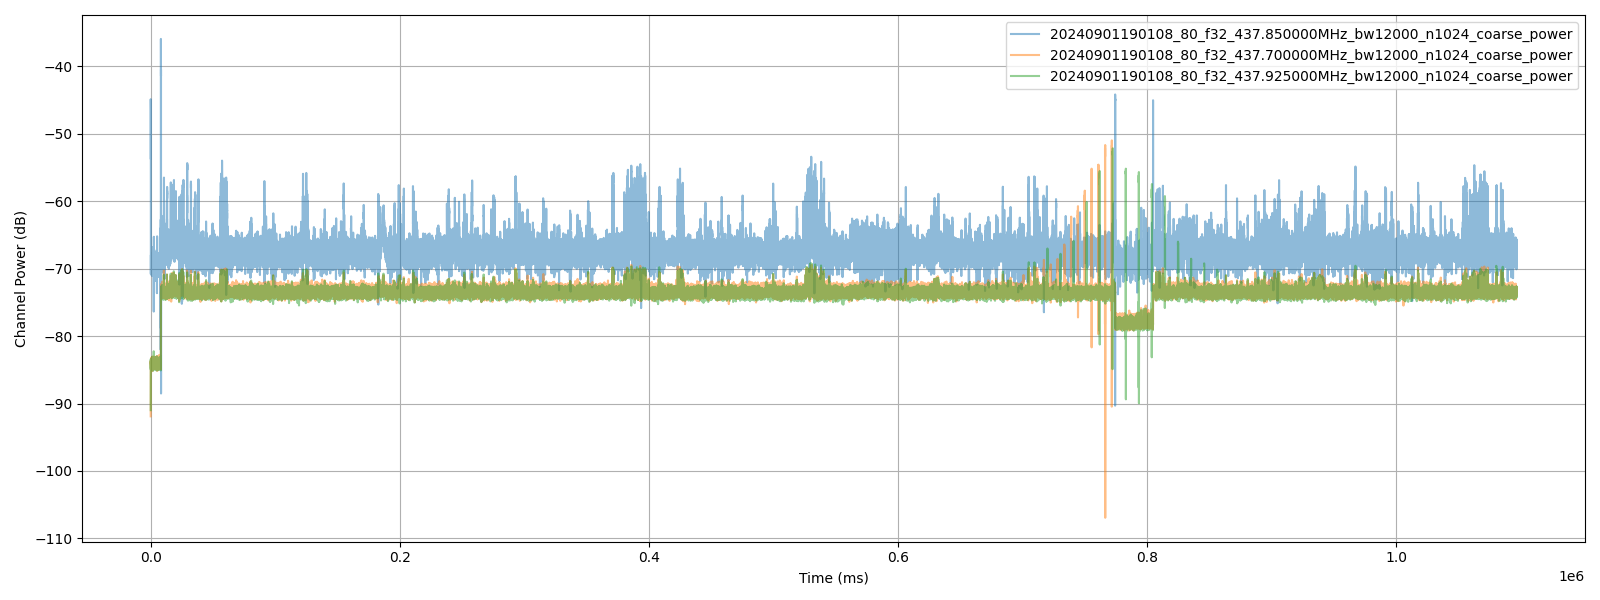 20240901190108_80_f32_437.850000MHz_bw12000_n1024_coarse_power
20240901190108_80_f32_437.700000MHz_bw12000_n1024_coarse_power
20240901190108_80_f32_437.925000MHz_bw12000_n1024_coarse_power
Channel Power (dB)
−40
−50
−60
−70
−80
−90
−100
−110
0.0 0.2 0.4 0.6 0.8 1.0
1e6
Time (ms)